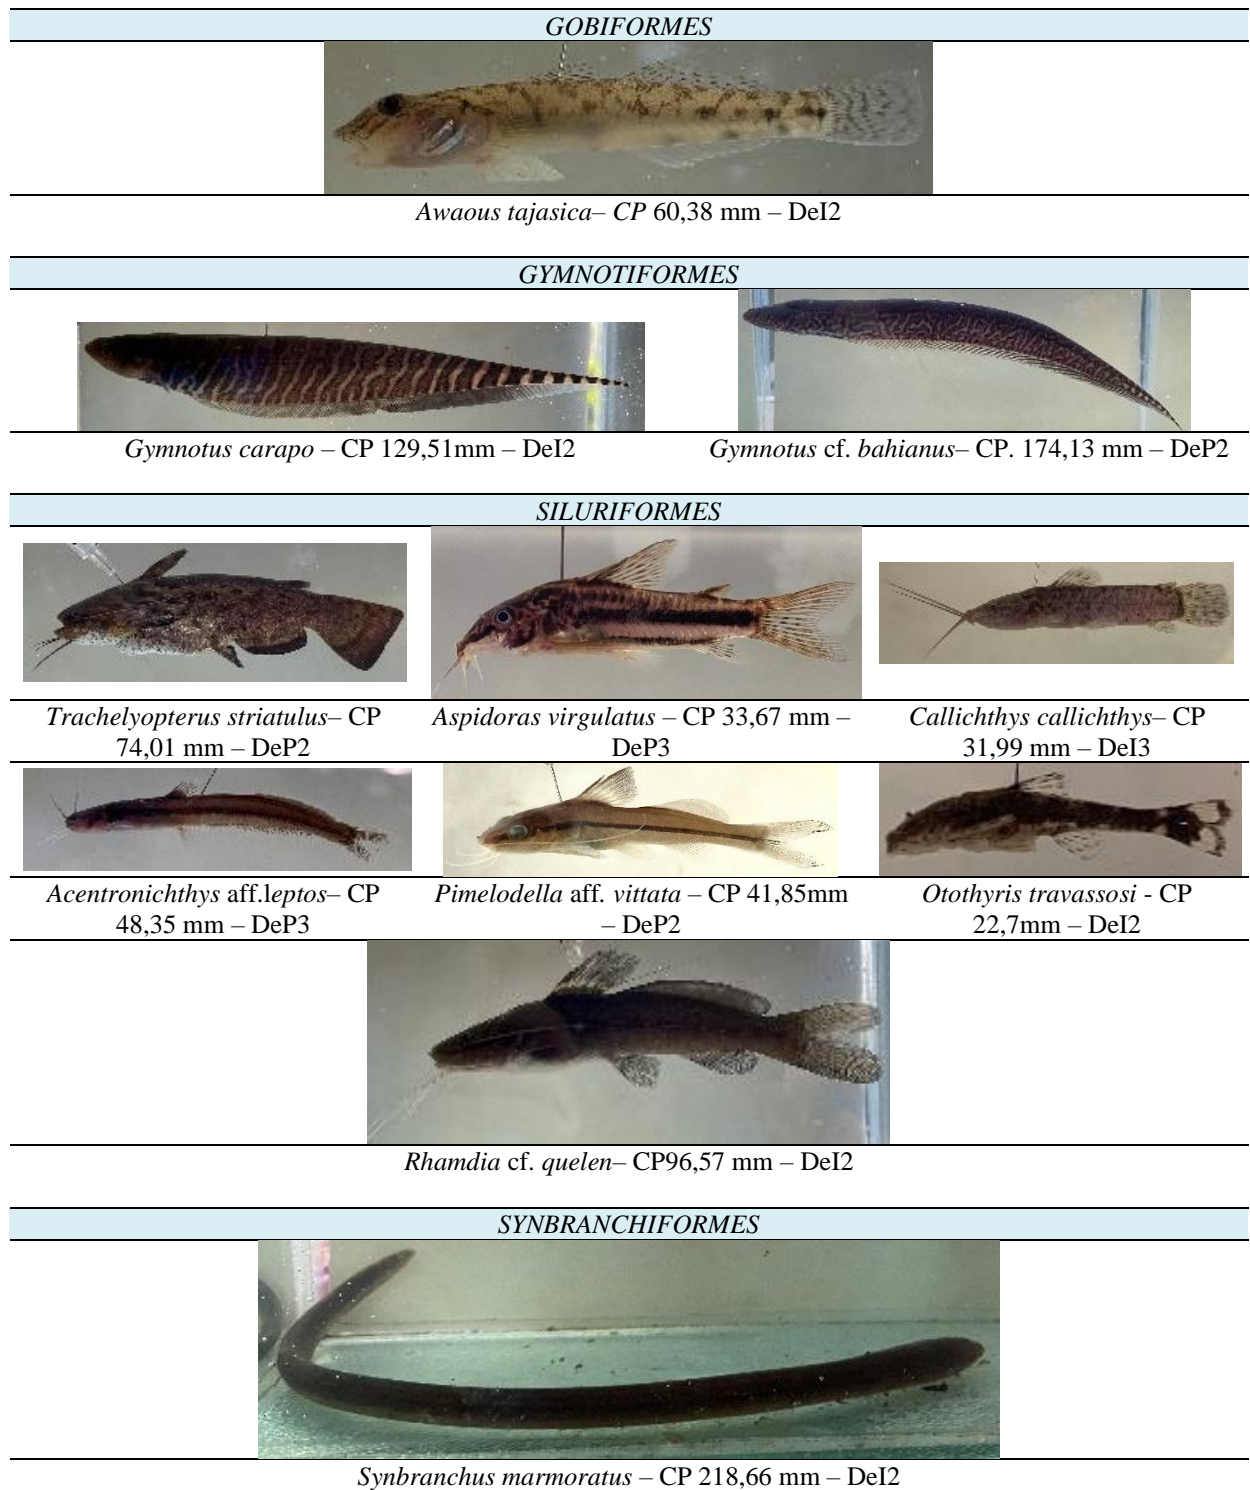 GOBIFORMES
Awaous tajasica– CP 60,38 mm – DeI2
GYMNOTIFORMES
Gymnotus carapo – CP 129,51mm – DeI2
Gymnotus cf. bahianus– CP. 174,13 mm – DeP2
SILURIFORMES
Trachelyopterus striatulus– CP
74,01 mm – DeP2
Aspidoras virgulatus – CP 33,67 mm –
DeP3
Callichthys callichthys– CP
31,99 mm – DeI3
Acentronichthys aff.leptos– CP
48,35 mm – DeP3
Pimelodella aff. vittata – CP 41,85mm
– DeP2
Otothyris travassosi - CP
22,7mm – DeI2
Rhamdia cf. quelen– CP96,57 mm – DeI2
SYNBRANCHIFORMES
Synbranchus marmoratus – CP 218,66 mm – DeI2